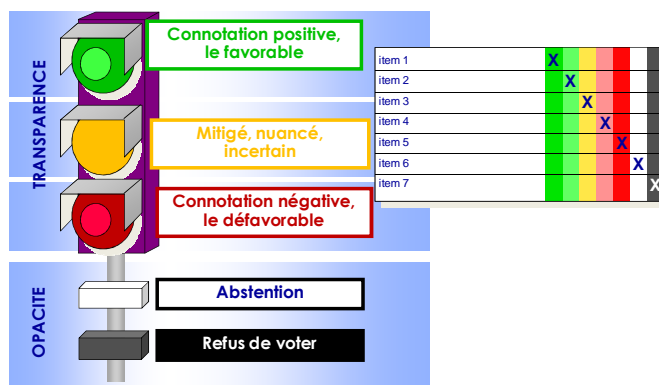 TRANSPARENCE
Connotation positive,
le favorable
Mitigé, nuancé,
incertain
Connotation négative,
le défavorable
OPACITE
Abstention
Refus de voter
item 1 X
item 2 X
item 3 X
item 4 X
item 5 X
item 6 X
item 7 X